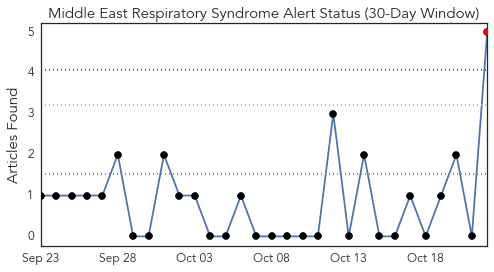 Middle East Respiratory Syndrome Alert Status (30-Day Window)
Articles Found
5
4
3
2
1
0
Sep 23 Sep 28 Oct 03 Oct 08 Oct 13 Oct 18